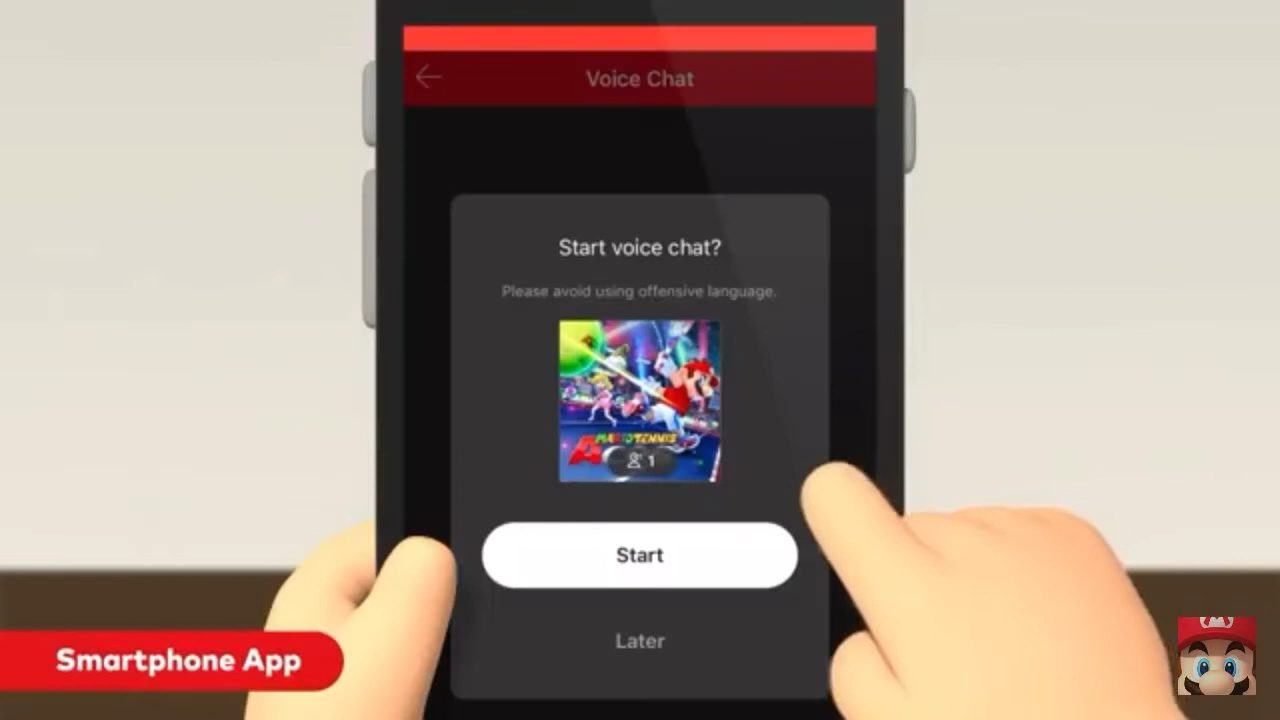 Voice Chat
Start voice chat?
Please avoid using offensive language.
MARIO TENNIS
1
Start
Later
Smartphone App
M